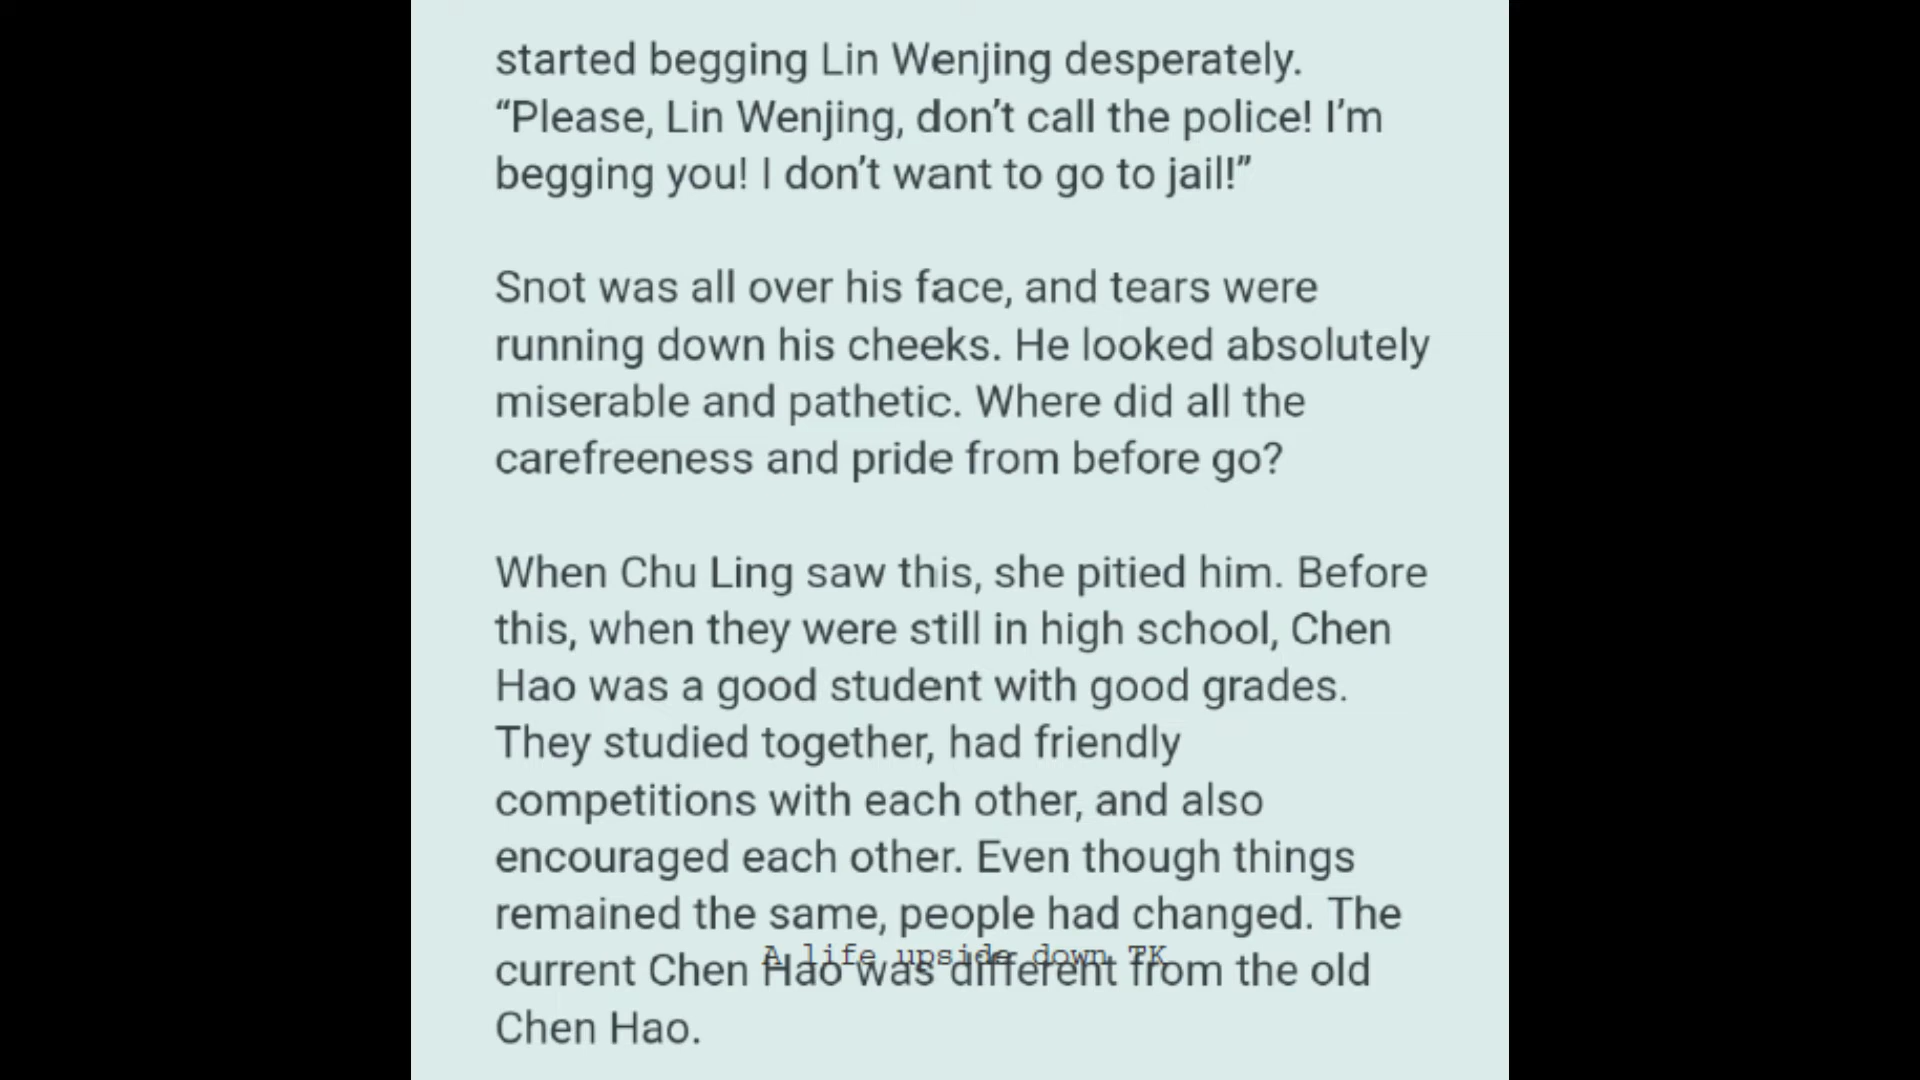 started begging Lin Wenjing desperately.
“Please, Lin Wenjing, don’t call the police! I’m
begging you! I don’t want to go to jail!”
Snot was all over his face, and tears were
running down his cheeks. He looked absolutely
miserable and pathetic. Where did all the
carefreeness and pride from before go?
When Chu Ling saw this, she pitied him. Before
this, when they were still in high school, Chen
Hao was a good student with good grades.
They studied together, had friendly
competitions with each other, and also
encouraged each other. Even though things
remained the same, people had changed. The
A life upside down TK
current Chen Hao was different from the old
Chen Hao.